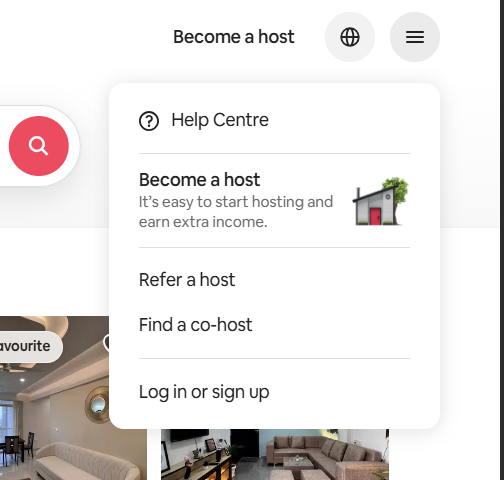 Become a host
Help Centre
Become a host
It's easy to start hosting and
earn extra income.
Refer a host
Find a co-host
Log in or sign up
avourite